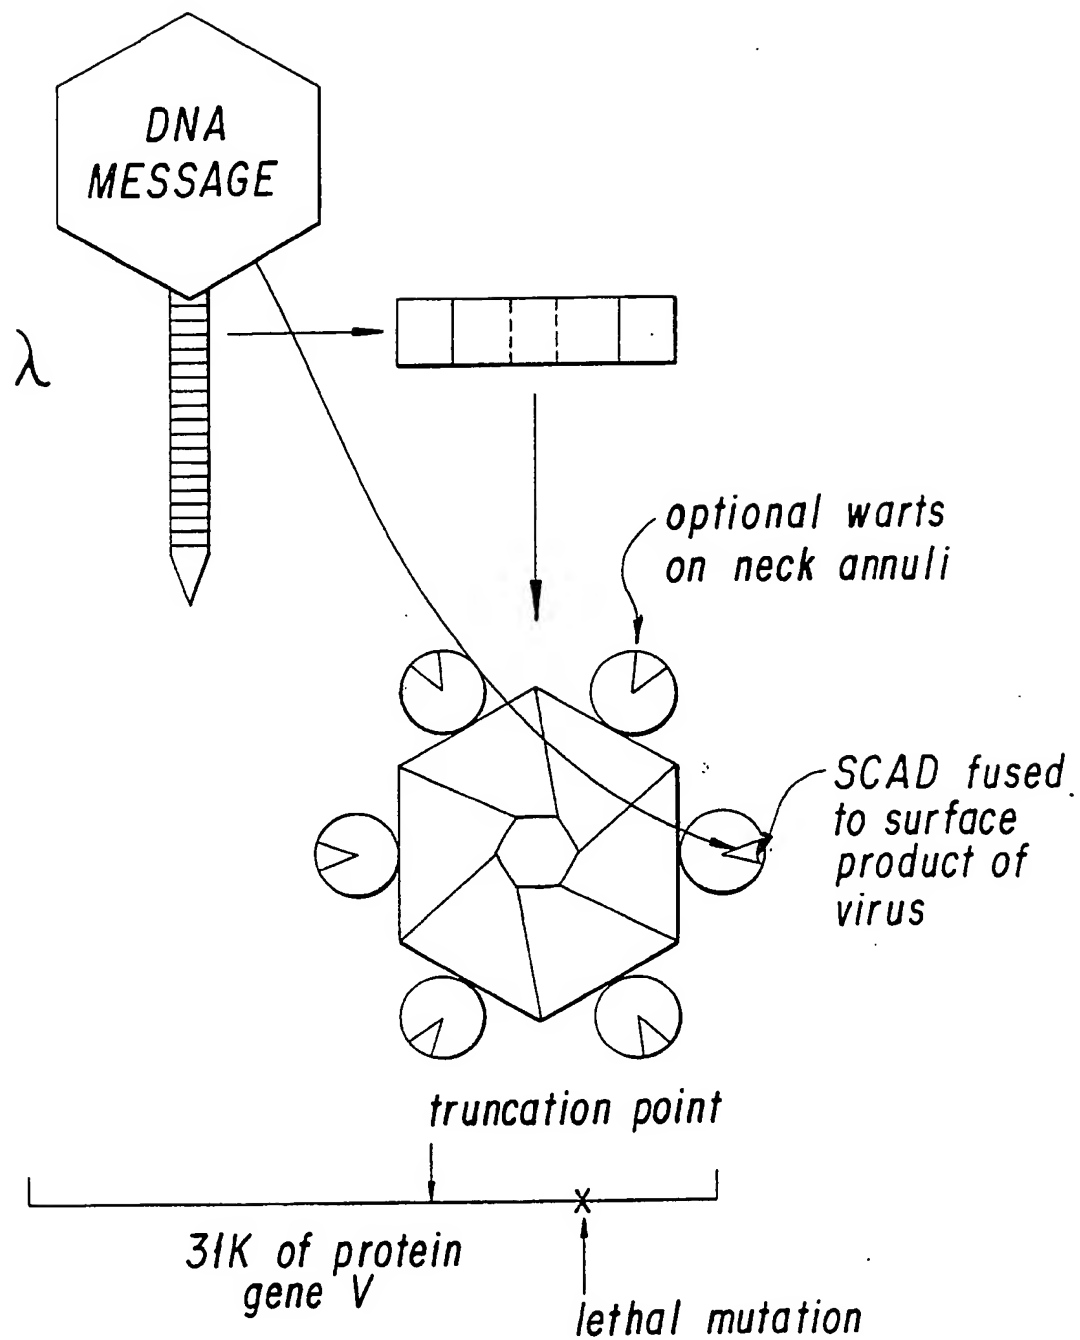 DNA
MESSAGE
λ
optional warts
on neck annuli
SCAD fused
to surface
product of
virus
truncation point
31K of protein
gene V
lethal mutation